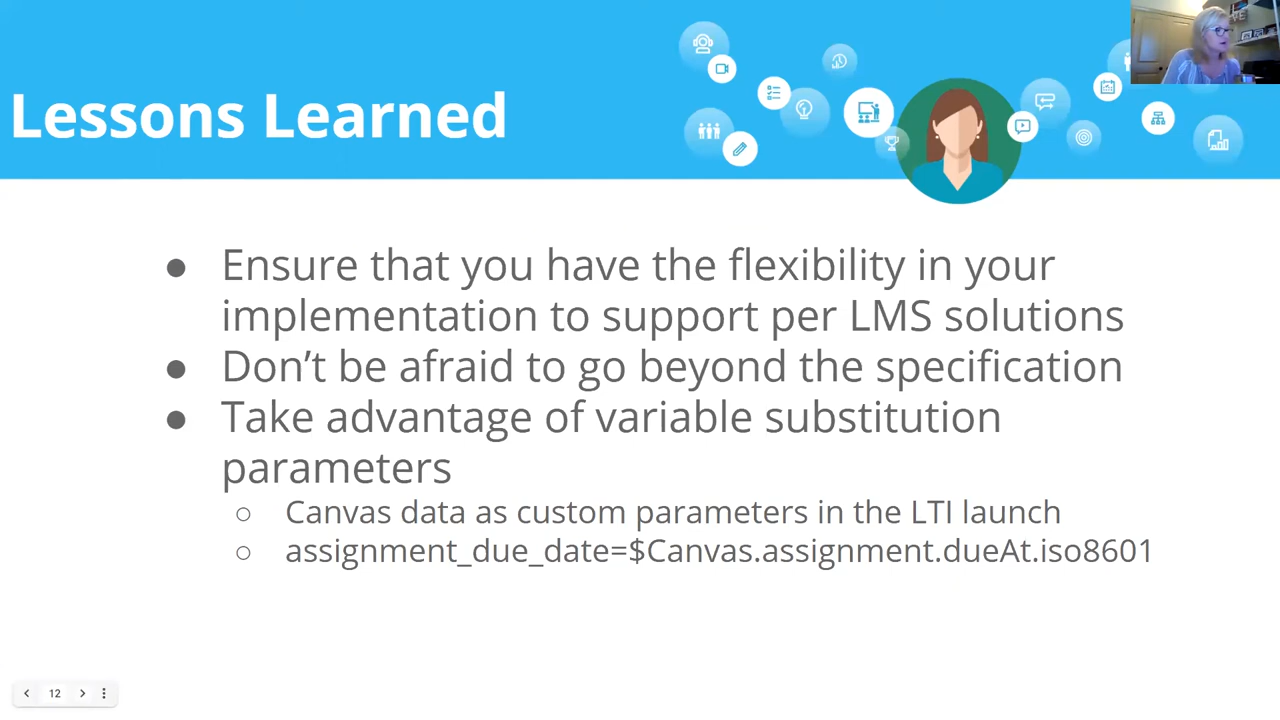 Lessons Learned
● Ensure that you have the flexibility in your
implementation to support per LMS solutions
● Don’t be afraid to go beyond the specification
● Take advantage of variable substitution
parameters
○ Canvas data as custom parameters in the LTI launch
○ assignment_due_date=$Canvas.assignment.dueAt.iso8601
12